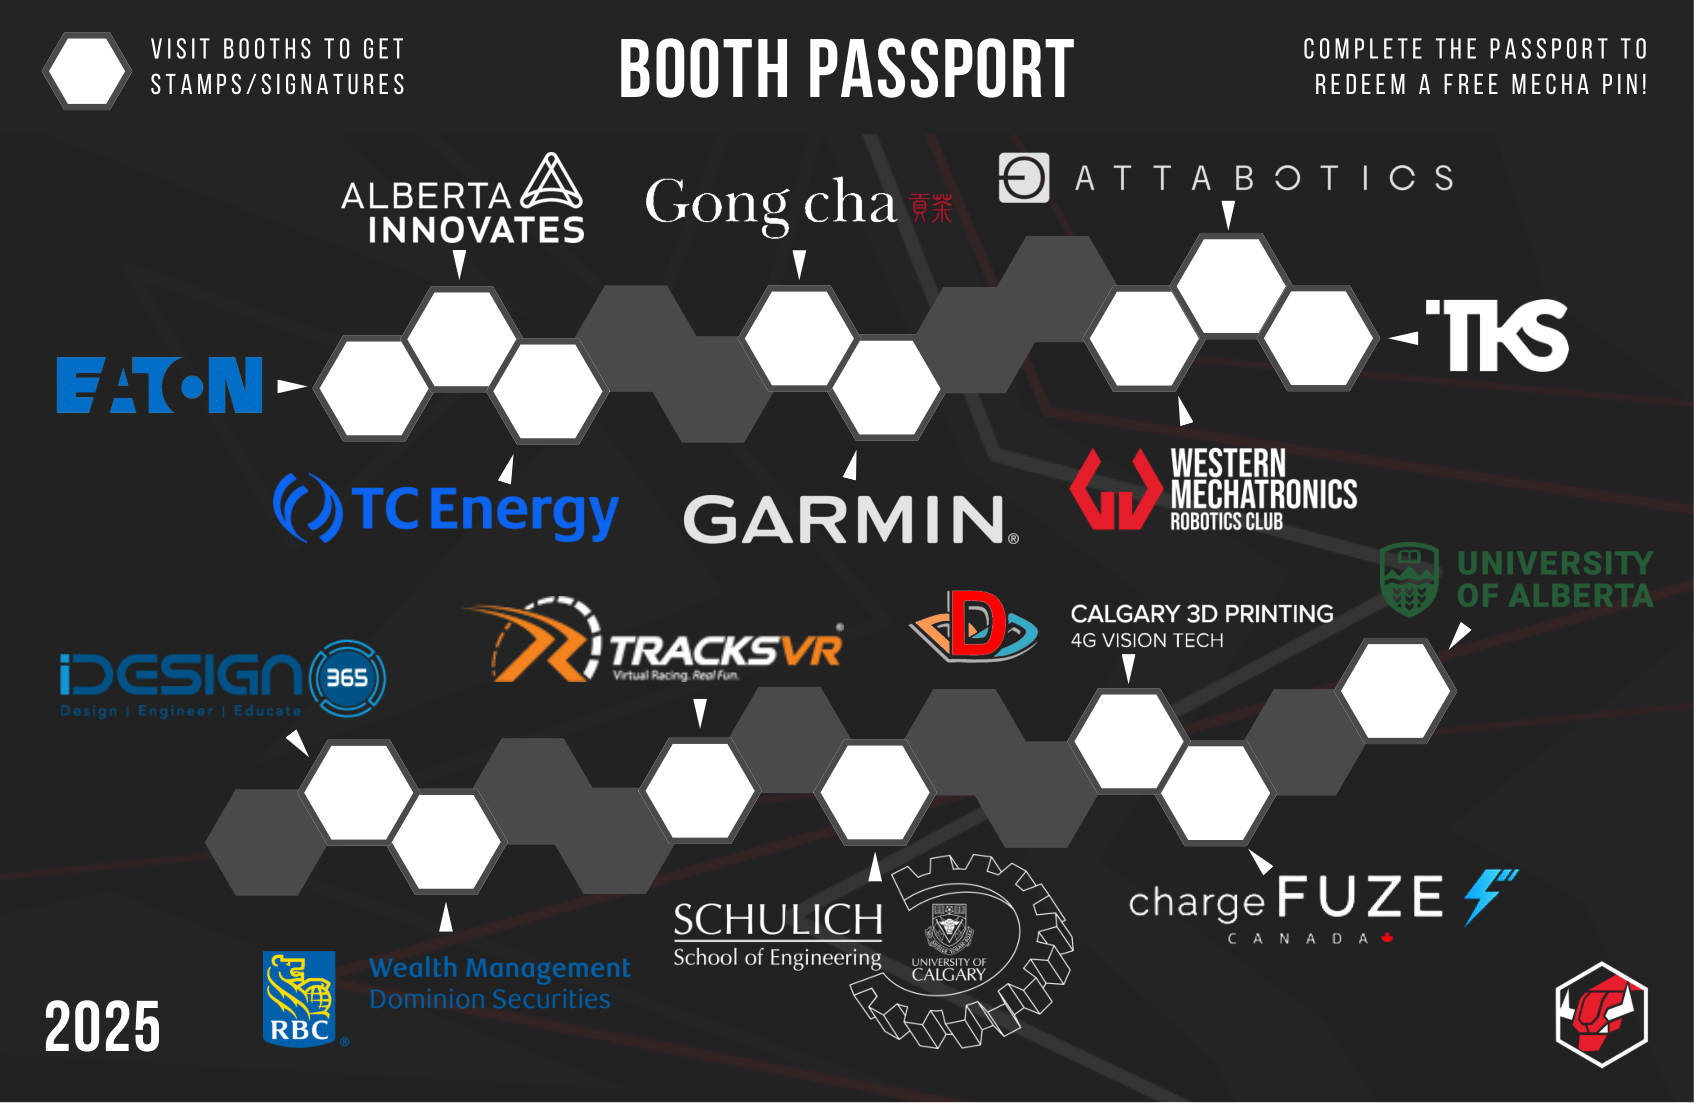 VISIT BOOTHS TO GET
STAMPS/SIGNATURES
BOOTH PASSPORT
COMPLETE THE PASSPORT TO
REDEEM A FREE MECHA PIN!
ALBERTA
INNOVATES
Gong cha 貢茶
ATTABOTICS
EATON
TKS
TC Energy
GARMIN®
WESTERN
MECHATRONICS
ROBOTICS CLUB
UNIVERSITY
OF ALBERTA
iDESIGN 365
Design | Engineer | Educate
TRACKSVR®
Virtual Racing. Real Fun.
D
CALGARY 3D PRINTING
4G VISION TECH
SCHULICH
School of Engineering
UNIVERSITY OF
CALGARY
chargeFUZE
CANADA
RBC®
Wealth Management
Dominion Securities
2025